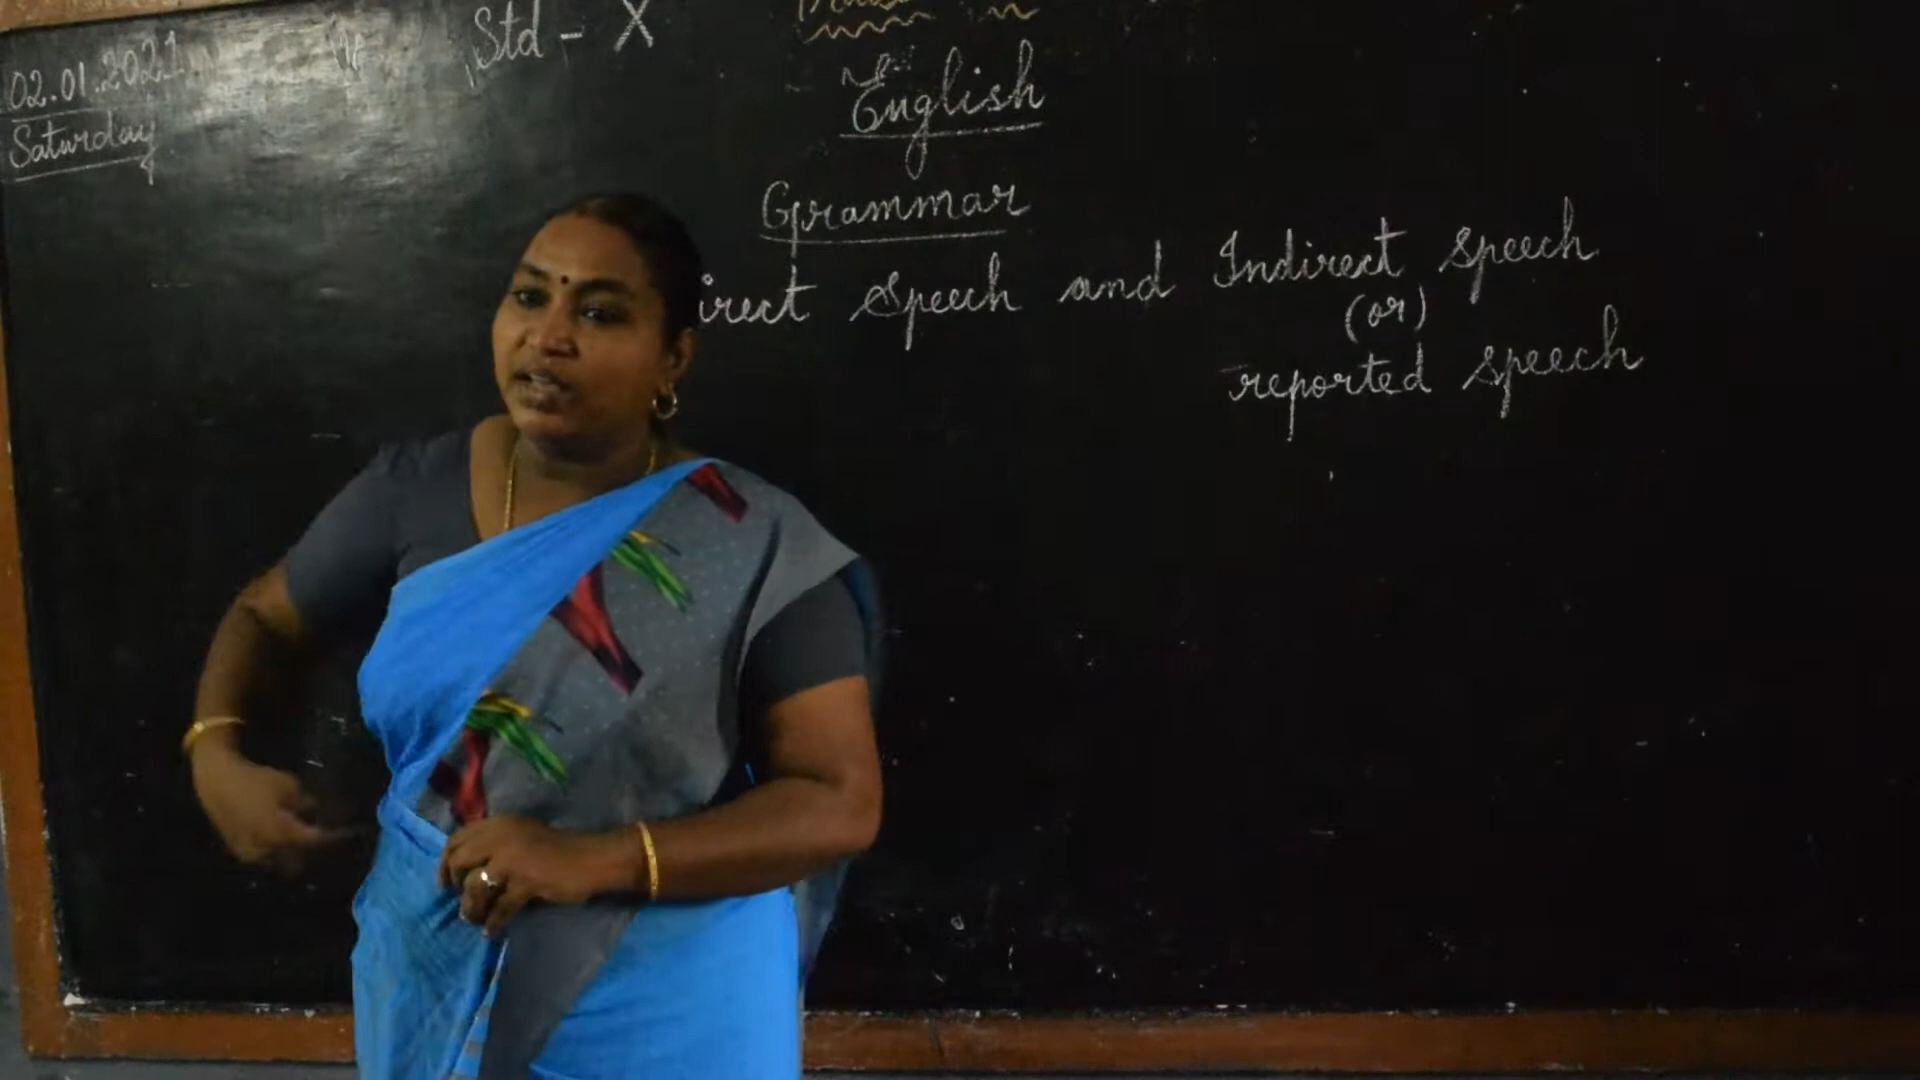 02.01.2021
Saturday
Std - X
English
Grammar
irect Speech and Indirect Speech
(or)
reported speech